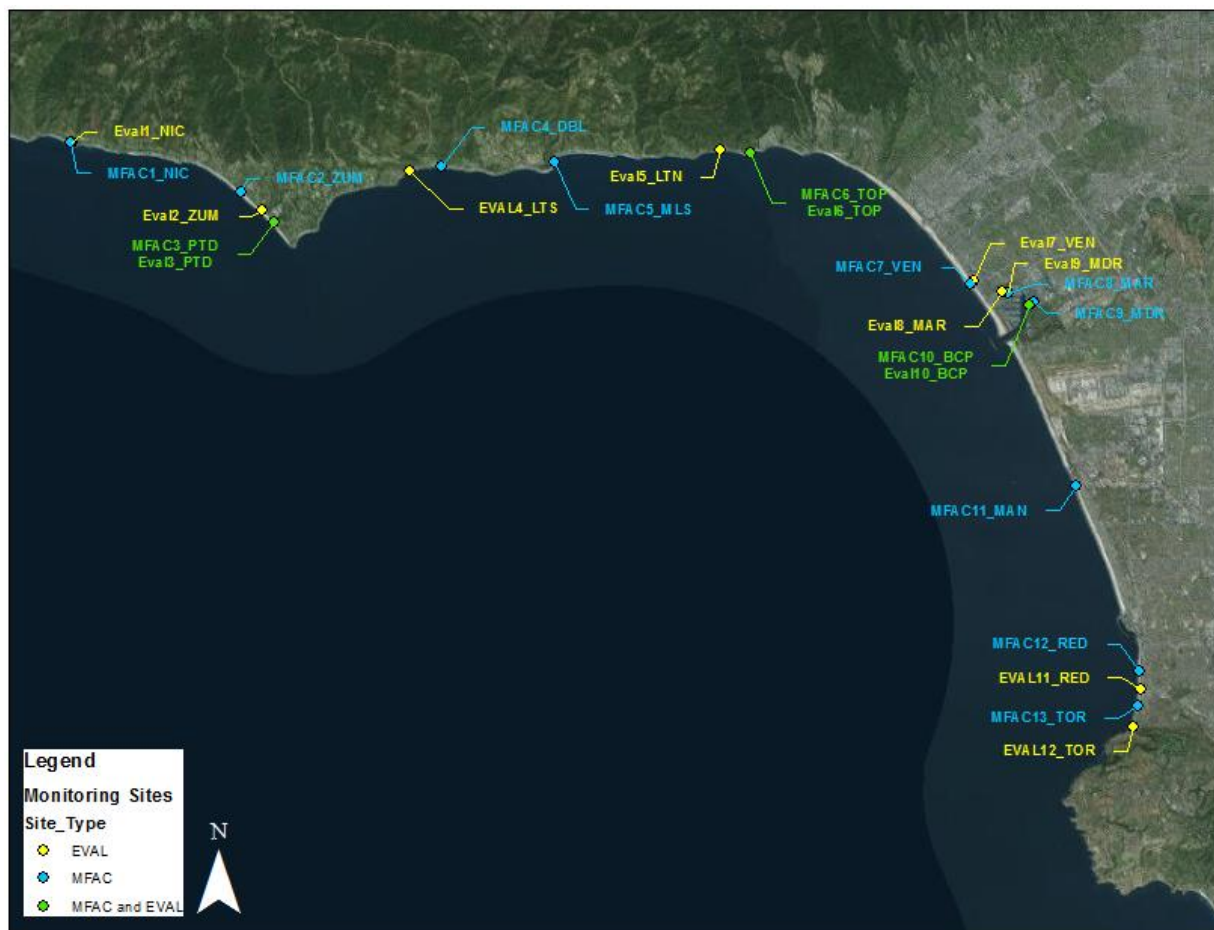 Eval1_NIC
MFAC4_DBL
MFAC1_NIC
MFAC2_ZUM
Eval5_LTN
MFAC6_TOP
Eval6_TOP
Eval2_ZUM
EVAL4_LTS
MFAC5_MLS
MFAC3_PTD
Eval3_PTD
Eval7_VEN
Eval9_MDR
MFAC7_VEN
MFAC8_MAR
MFAC9_MDR
Eval8_MAR
MFAC10_BCP
Eval10_BCP
MFAC11_MAN
MFAC12_RED
EVAL11_RED
MFAC13_TOR
EVAL12_TOR
Legend
Monitoring Sites
Site_Type
EVAL
MFAC
MFAC and EVAL
N